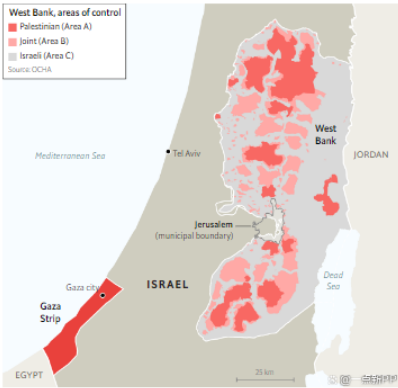 West Bank, areas of control
Palestinian (Area A)
Joint (Area B)
Israeli (Area C)
Source: OCHA
Mediterranean Sea
Tel Aviv
West
Bank
JORDAN
Jerusalem
(municipal boundary)
Gaza city
ISRAEL
Gaza
Strip
Dead
Sea
EGYPT
25 km